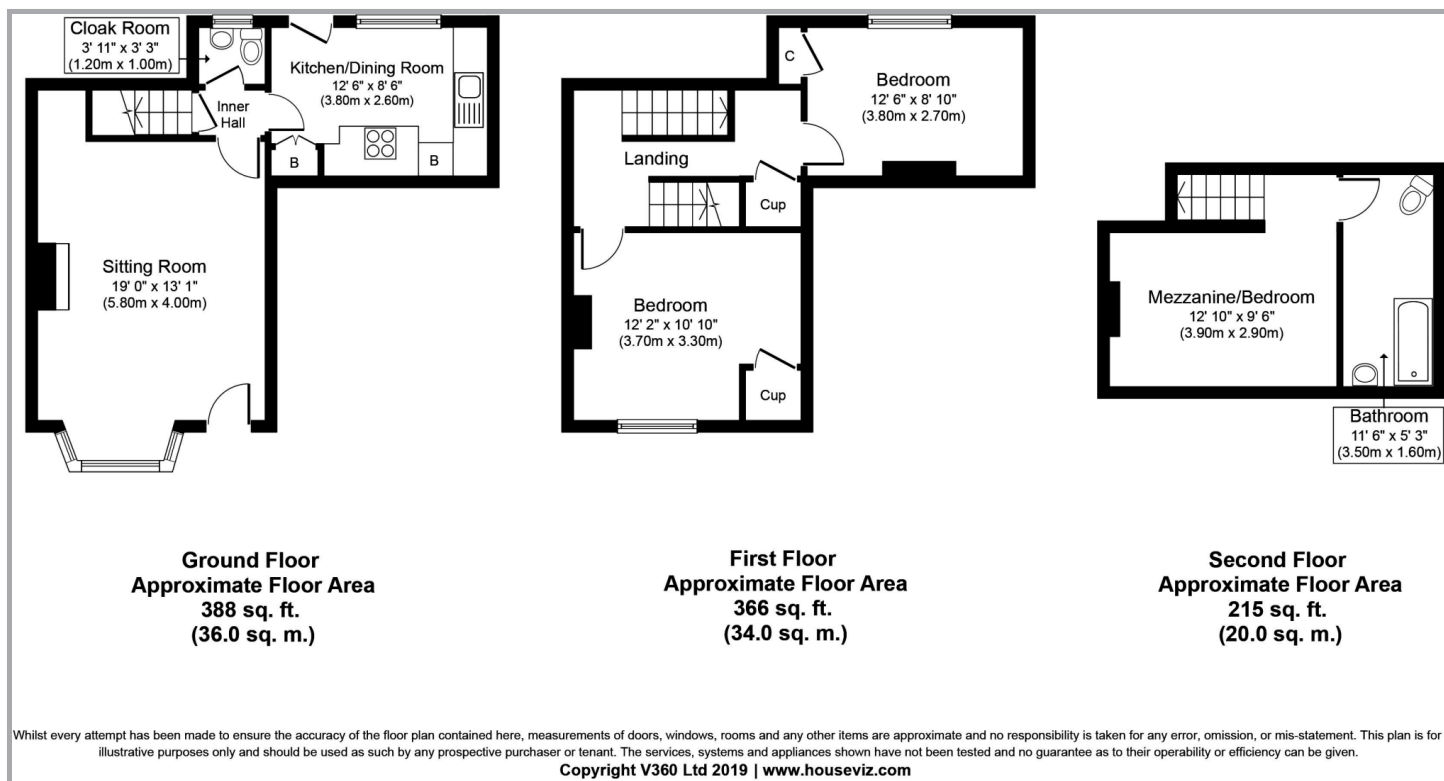 Cloak Room
3' 11" x 3' 3"
(1.20m x 1.00m)
Kitchen/Dining Room
12' 6" x 8' 6"
(3.80m x 2.60m)
Inner
Hall
B
B
Sitting Room
19' 0" x 13' 1"
(5.80m x 4.00m)
Ground Floor
Approximate Floor Area
388 sq. ft.
(36.0 sq. m.)
C
Bedroom
12' 6" x 8' 10"
(3.80m x 2.70m)
Landing
Cup
Bedroom
12' 2" x 10' 10"
(3.70m x 3.30m)
Cup
First Floor
Approximate Floor Area
366 sq. ft.
(34.0 sq. m.)
Mezzanine/Bedroom
12' 10" x 9' 6"
(3.90m x 2.90m)
Bathroom
11' 6" x 5' 3"
(3.50m x 1.60m)
Second Floor
Approximate Floor Area
215 sq. ft.
(20.0 sq. m.)
Whilst every attempt has been made to ensure the accuracy of the floor plan contained here, measurements of doors, windows, rooms and any other items are approximate and no responsibility is taken for any error, omission, or mis-statement. This plan is for
illustrative purposes only and should be used as such by any prospective purchaser or tenant. The services, systems and appliances shown have not been tested and no guarantee as to their operability or efficiency can be given.
Copyright V360 Ltd 2019 | www.houseviz.com